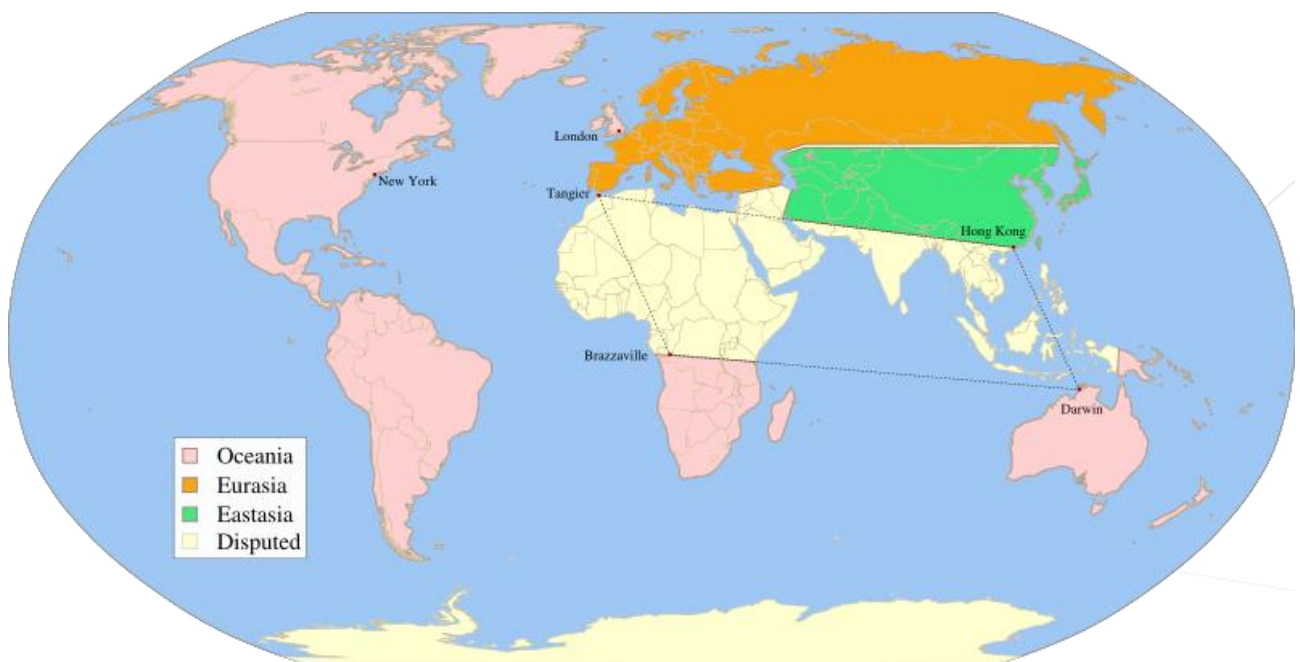 London
New York
Tangier
Hong Kong
Brazzaville
Darwin
Oceania
Eurasia
Eastasia
Disputed